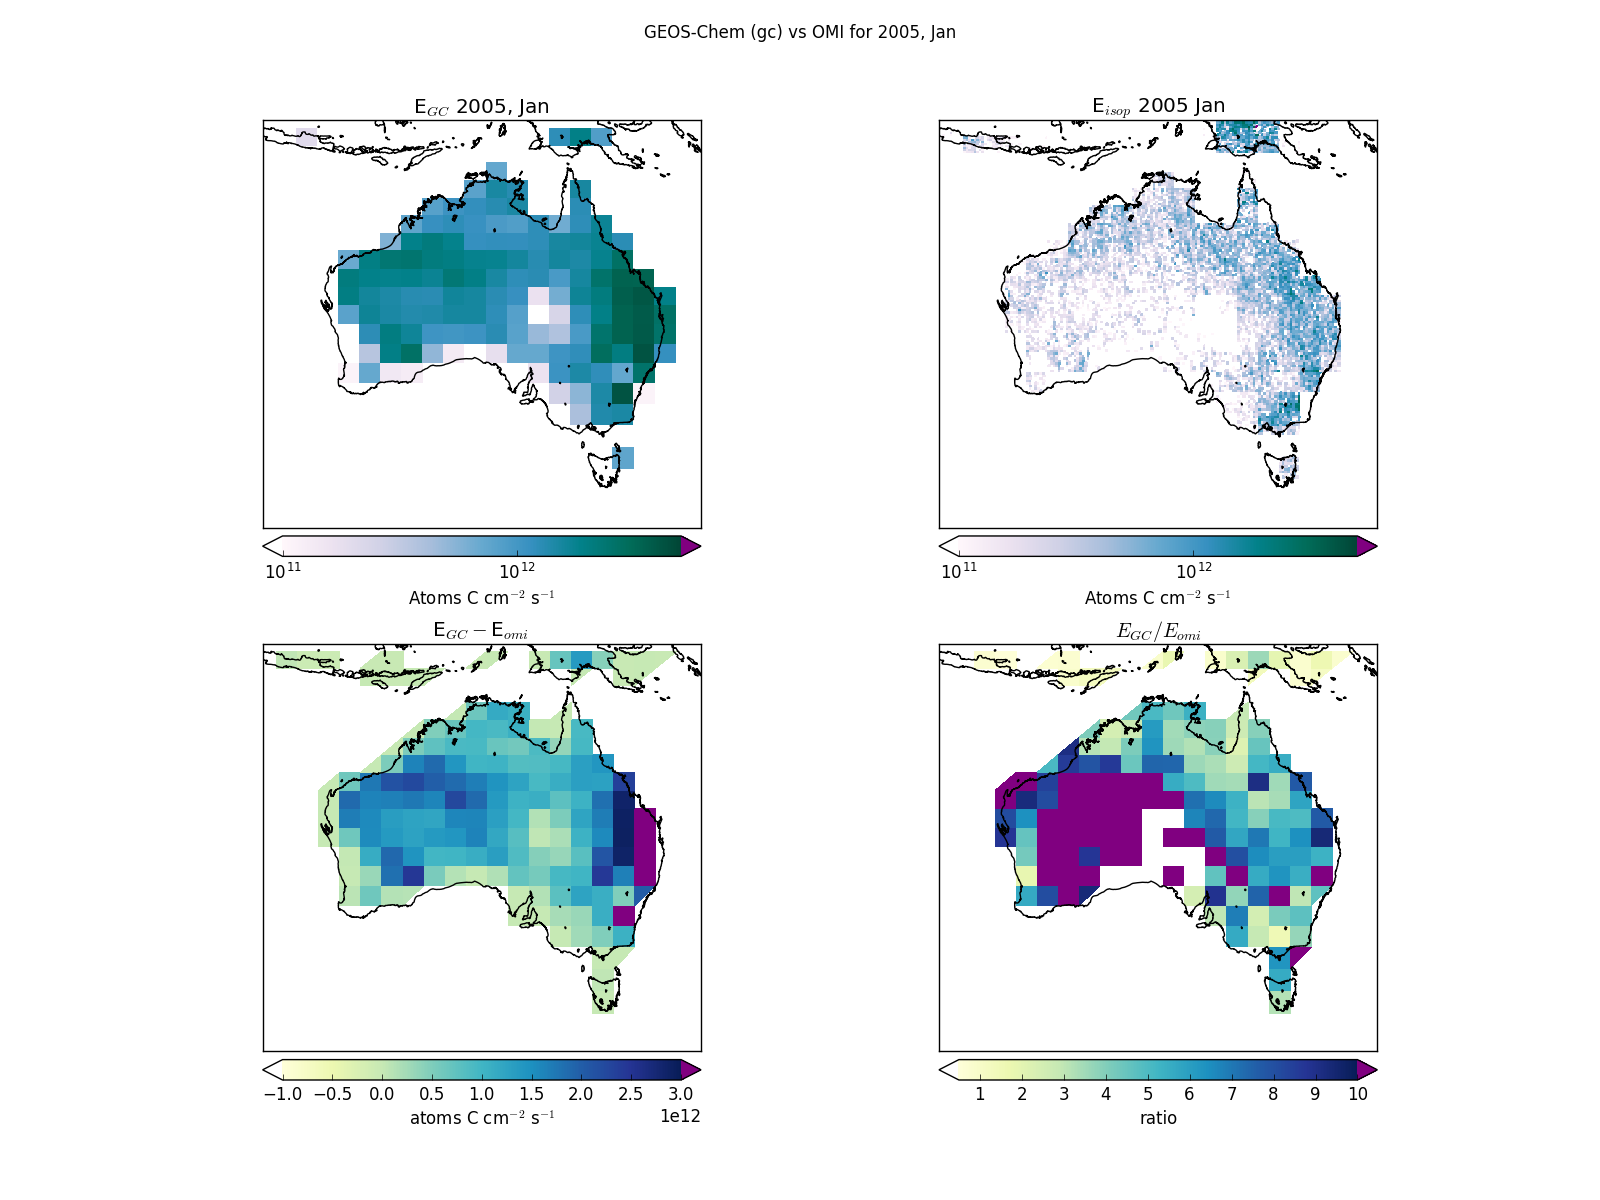 GEOS-Chem (gc) vs OMI for 2005, Jan
E_{GC} 2005, Jan
E_{isop} 2005 Jan
10^{11} 10^{12}
Atoms C cm^{−2} s^{−1}
10^{11} 10^{12}
Atoms C cm^{−2} s^{−1}
E_{GC} − E_{omi}
E_{GC}/E_{omi}
−1.0 −0.5 0.0 0.5 1.0 1.5 2.0 2.5 3.0
1e12
atoms C cm^{−2} s^{−1}
1 2 3 4 5 6 7 8 9 10
ratio